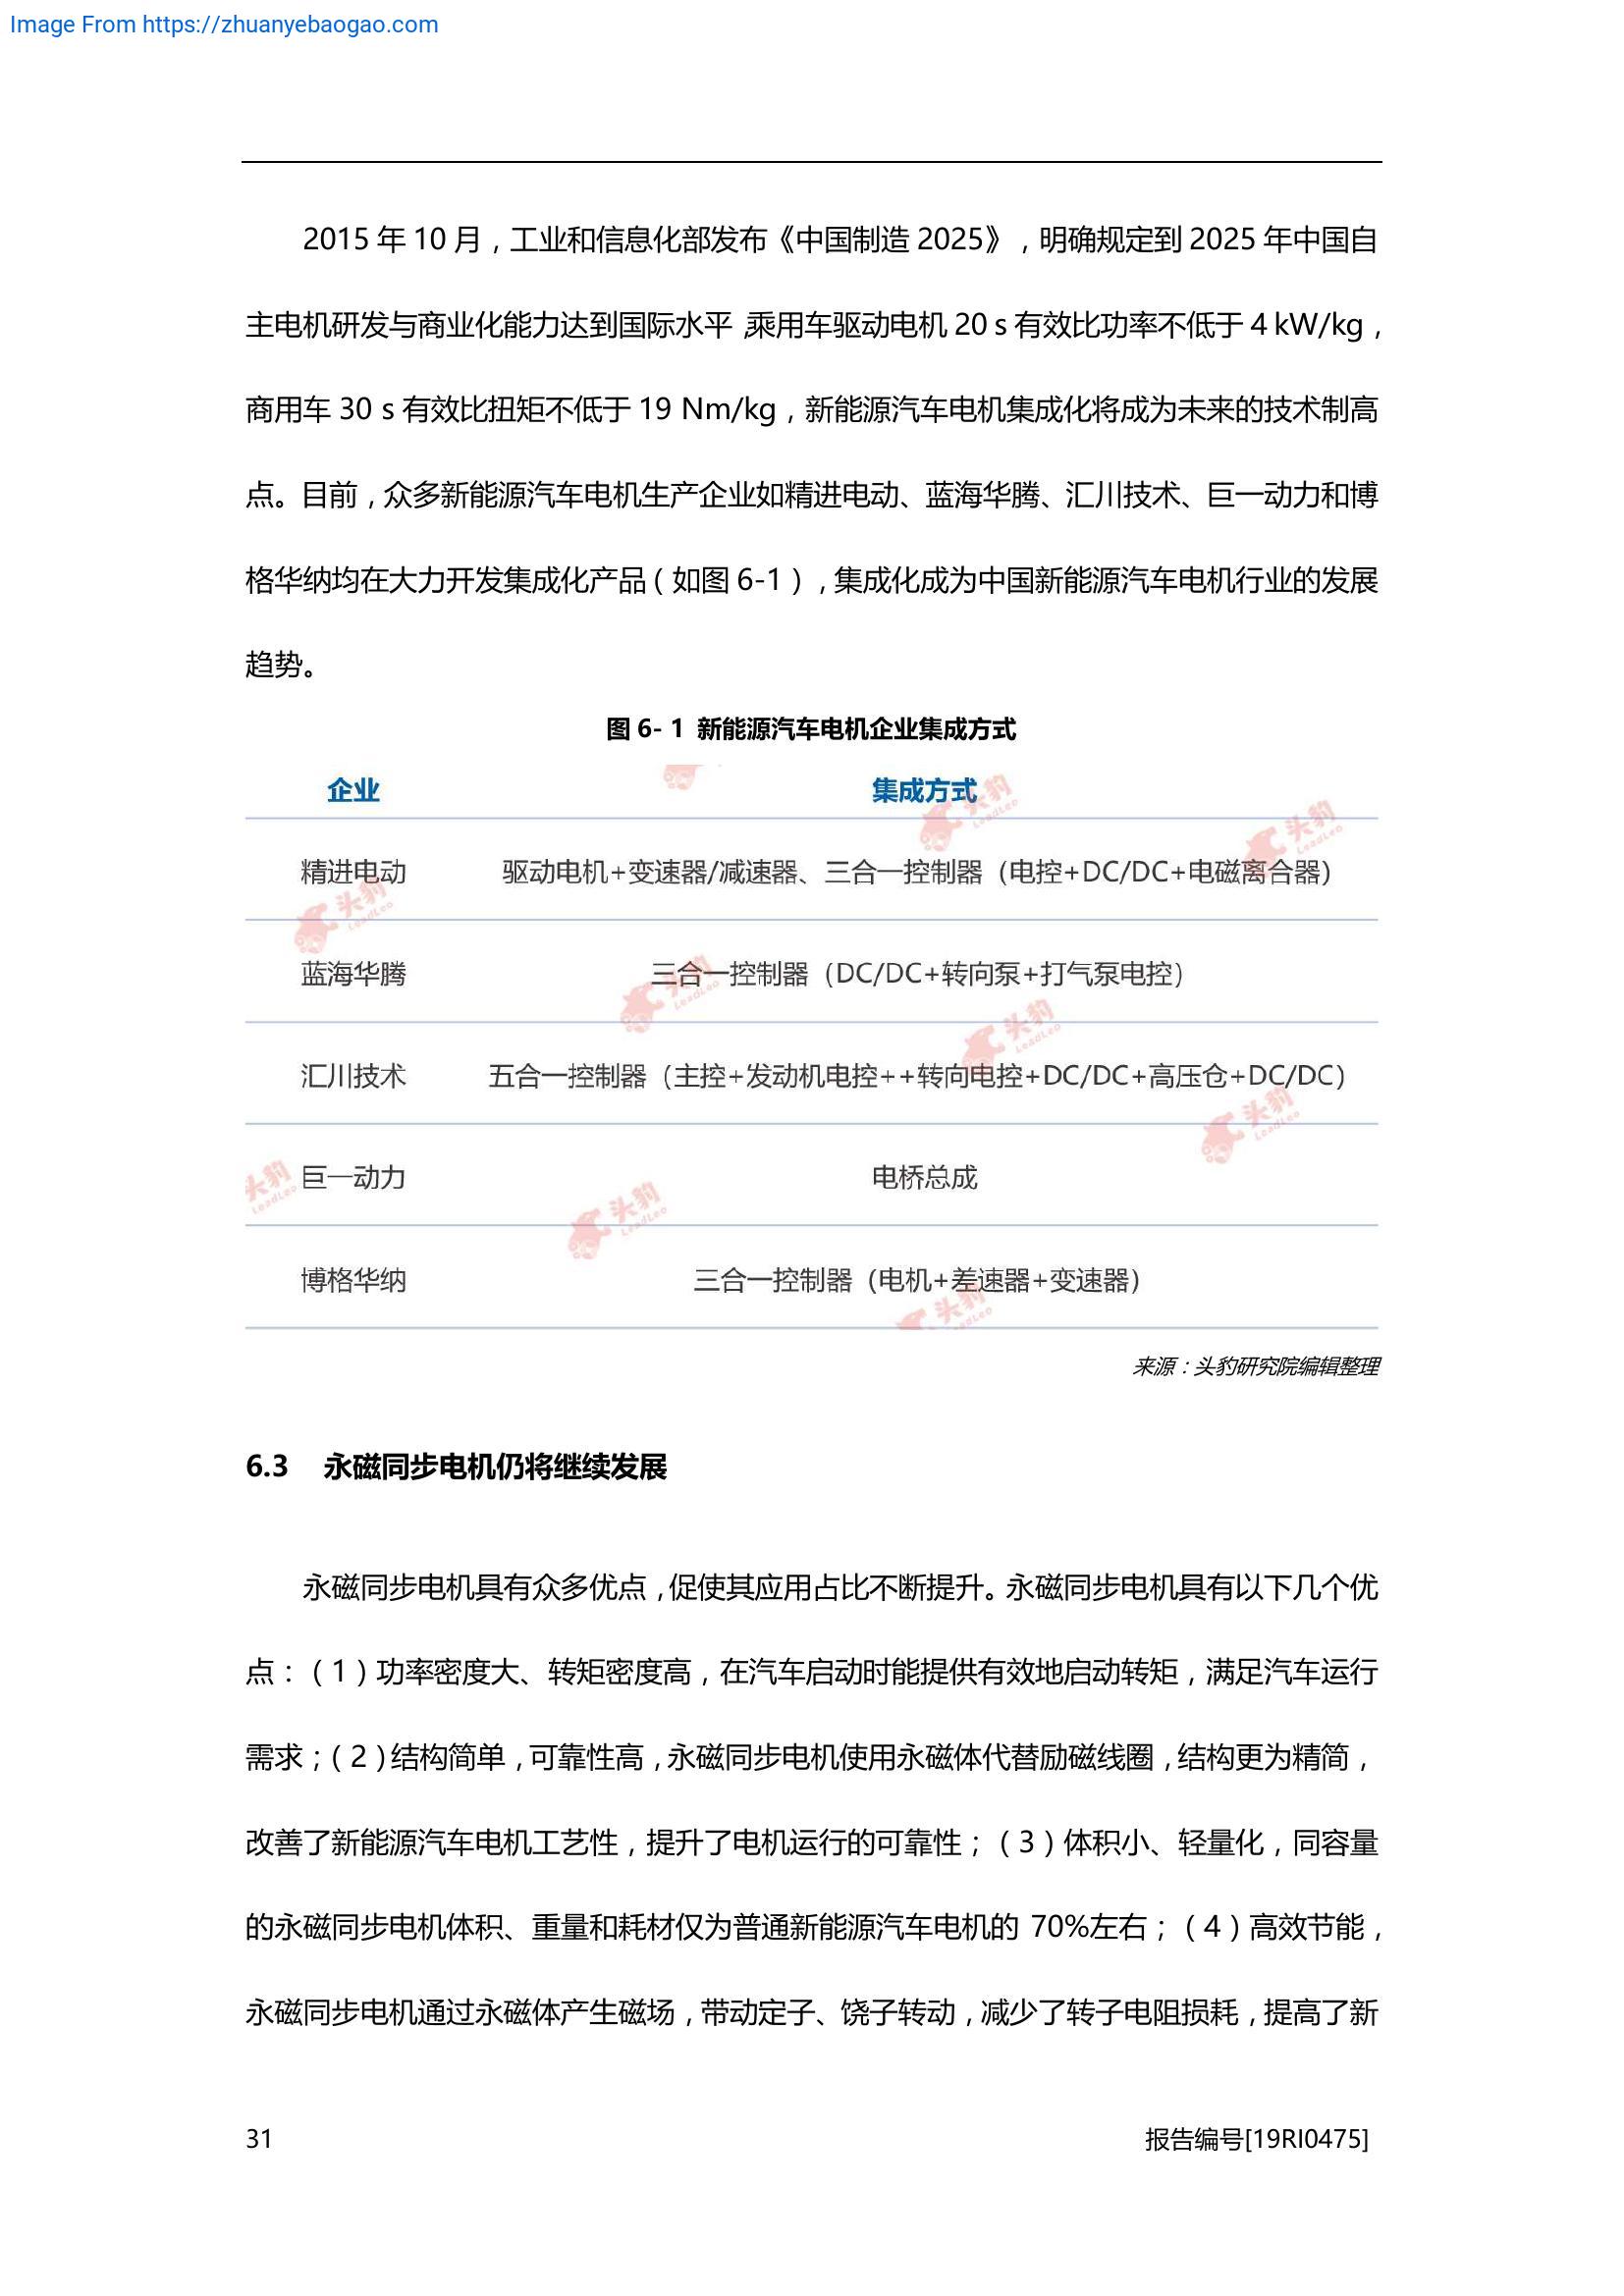 Image From https://zhuanyebaogao.com
2015 年 10 月，工业和信息化部发布《中国制造 2025》，明确规定到 2025 年中国自
主电机研发与商业化能力达到国际水平，乘用车驱动电机 20 s 有效比功率不低于 4 kW/kg，
商用车 30 s 有效比扭矩不低于 19 Nm/kg，新能源汽车电机集成化将成为未来的技术制高
点。目前，众多新能源汽车电机生产企业如精进电动、蓝海华腾、汇川技术、巨一动力和博
格华纳均在大力开发集成化产品（如图 6-1），集成化成为中国新能源汽车电机行业的发展
趋势。
图 6- 1 新能源汽车电机企业集成方式
企业 集成方式
精进电动 驱动电机+变速器/减速器、三合一控制器（电控+DC/DC+电磁离合器）
蓝海华腾 三合一控制器（DC/DC+转向泵+打气泵电控）
汇川技术 五合一控制器（主控+发动机电控++转向电控+DC/DC+高压仓+DC/DC）
巨一动力 电桥总成
博格华纳 三合一控制器（电机+差速器+变速器）
来源：头豹研究院编辑整理
6.3 永磁同步电机仍将继续发展
永磁同步电机具有众多优点，促使其应用占比不断提升。永磁同步电机具有以下几个优
点：（1）功率密度大、转矩密度高，在汽车启动时能提供有效地启动转矩，满足汽车运行
需求；（2）结构简单，可靠性高，永磁同步电机使用永磁体代替励磁线圈，结构更为精简，
改善了新能源汽车电机工艺性，提升了电机运行的可靠性；（3）体积小、轻量化，同容量
的永磁同步电机体积、重量和耗材仅为普通新能源汽车电机的 70%左右；（4）高效节能，
永磁同步电机通过永磁体产生磁场，带动定子、饶子转动，减少了转子电阻损耗，提高了新
31 报告编号[19RI0475]
头豹
LeadLeo